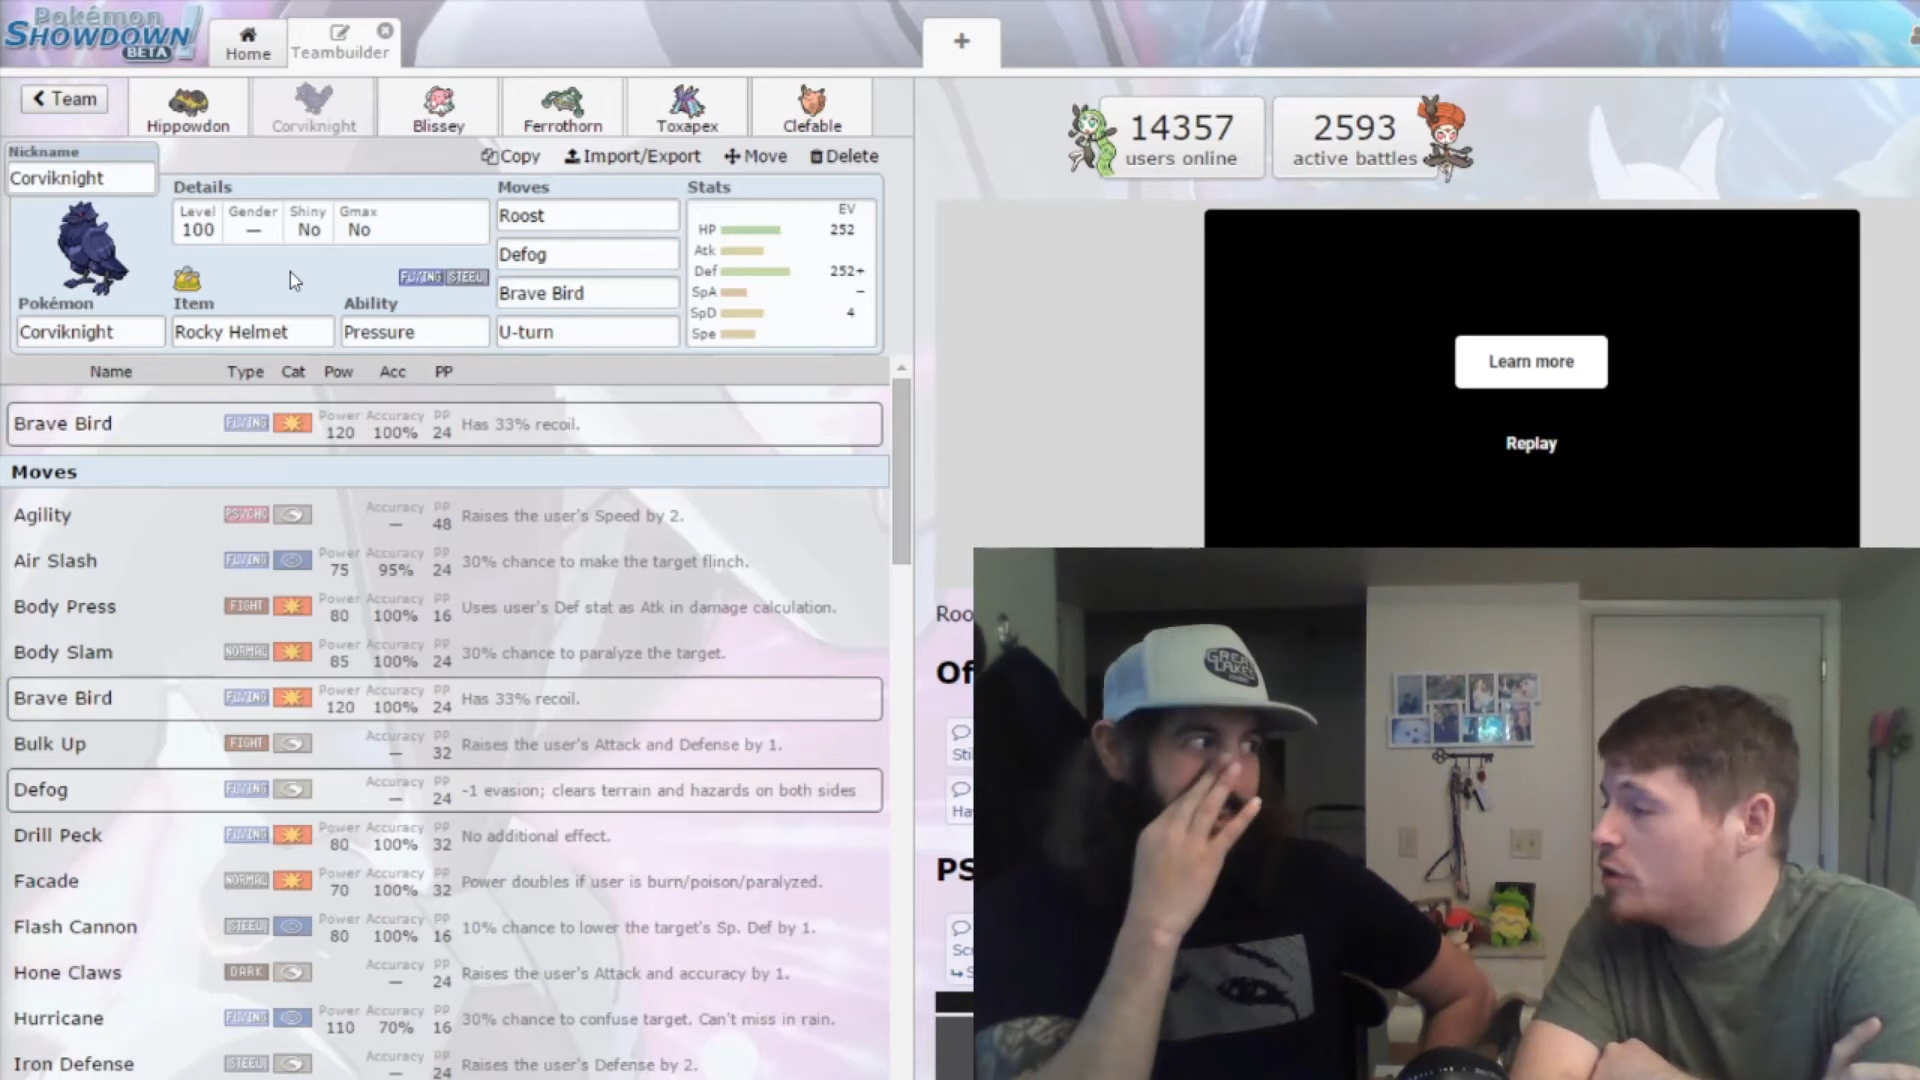 Pokémon
SHOWDOWN!
BETA
Home
Teambuilder
+
Team
Hippowdon
Corviknight
Blissey
Ferrothorn
Toxapex
Clefable
14357
users online
2593
active battles
Nickname
Corviknight
Copy Import/Export Move Delete
Details Moves Stats
Level Gender Shiny Gmax
100 — No No
FLYING STEEL
Pokémon Item Ability
Corviknight Rocky Helmet Pressure
Roost
Defog
Brave Bird
U-turn
EV
HP 252
Atk
Def 252+
SpA −
SpD 4
Spe
Learn more
Replay
Name Type Cat Pow Acc PP
Brave Bird FLYING Power 120 Accuracy 100% PP 24 Has 33% recoil.
Moves
Agility PSYCHC Accuracy — PP 48 Raises the user's Speed by 2.
Air Slash FLYING Power 75 Accuracy 95% PP 24 30% chance to make the target flinch.
Body Press FIGHT Power 80 Accuracy 100% PP 16 Uses user's Def stat as Atk in damage calculation.
Body Slam NORMAL Power 85 Accuracy 100% PP 24 30% chance to paralyze the target.
Brave Bird FLYING Power 120 Accuracy 100% PP 24 Has 33% recoil.
Bulk Up FIGHT Accuracy — PP 32 Raises the user's Attack and Defense by 1.
Defog FLYING Accuracy — PP 24 -1 evasion; clears terrain and hazards on both sides
Drill Peck FLYING Power 80 Accuracy 100% PP 32 No additional effect.
Facade NORMAL Power 70 Accuracy 100% PP 32 Power doubles if user is burn/poison/paralyzed.
Flash Cannon STEEL Power 80 Accuracy 100% PP 16 10% chance to lower the target's Sp. Def by 1.
Hone Claws DARK Accuracy — PP 24 Raises the user's Attack and accuracy by 1.
Hurricane FLYING Power 110 Accuracy 70% PP 16 30% chance to confuse target. Can't miss in rain.
Iron Defense STEEL Accuracy — PP 24 Raises the user's Defense by 2.
Roo
Of
Sti
Ha
PS
Sc
GREAT
LAKES